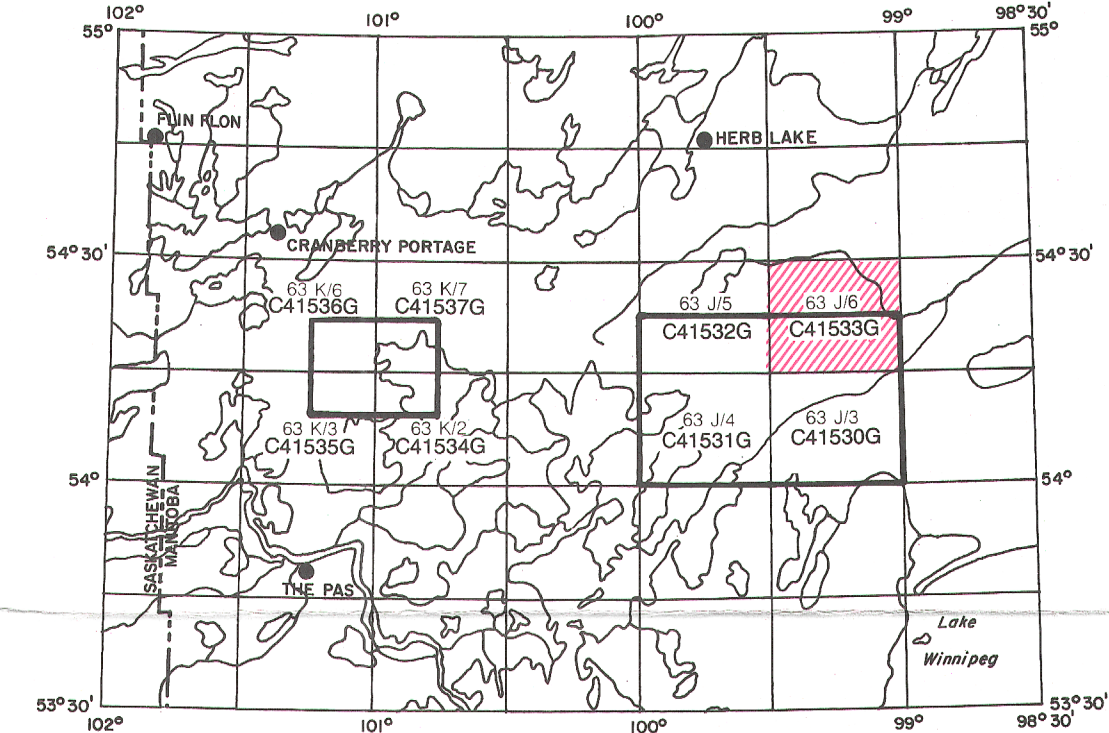 102° 101° 100° 99° 98°30'
55° 55°
FLIN FLON
HERB LAKE
CRANBERRY PORTAGE
54°30' 54°30'
63 K/6 63 K/7 63 J/5 63 J/6
C41536G C41537G C41532G C41533G
63 K/3 63 K/2 63 J/4 63 J/3
C41535G C41534G C41531G C41530G
54° 54°
SASKATCHEWAN
MANITOBA
THE PAS
Lake
Winnipeg
53°30' 53°30'
102° 101° 100° 99° 98°30'